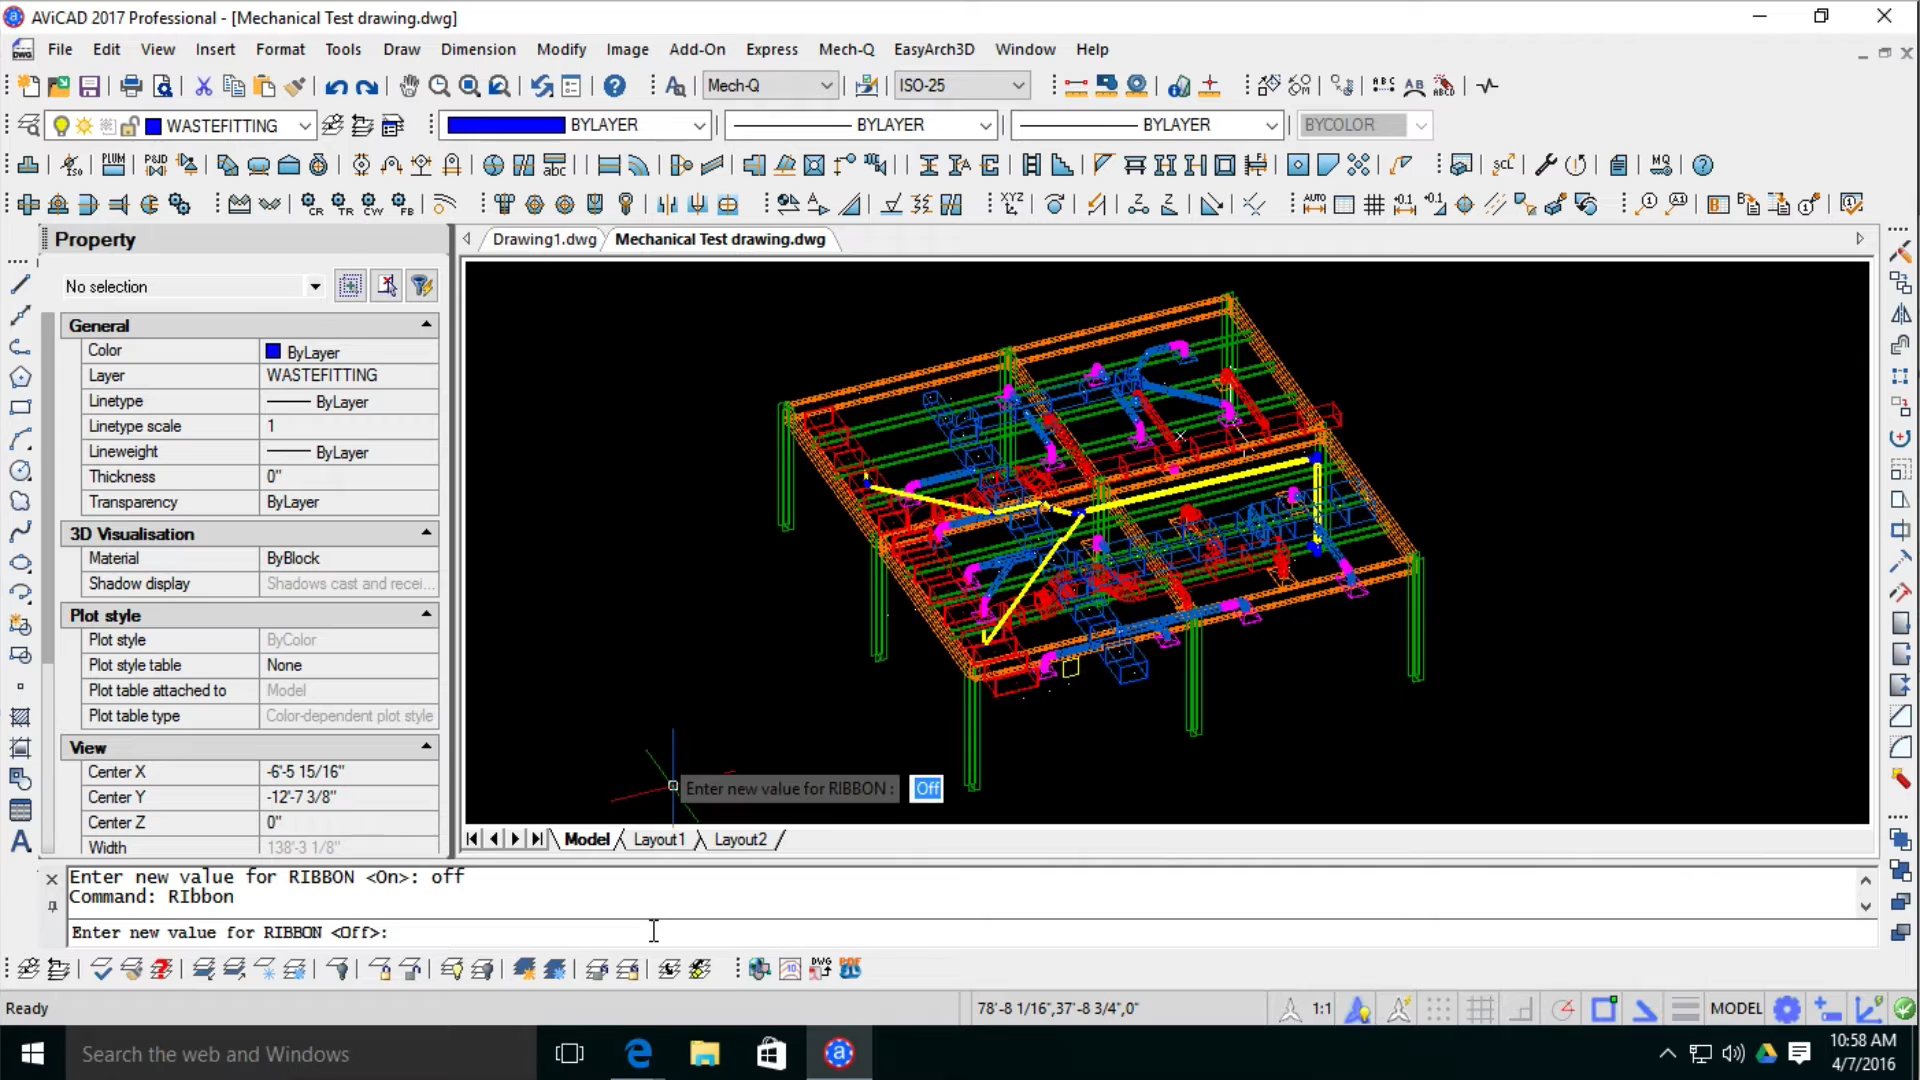 AViCAD 2017 Professional - [Mechanical Test drawing.dwg]
File Edit View Insert Format Tools Draw Dimension Modify Image Add-On Express Mech-Q EasyArch3D Window Help
Mech-Q ISO-25
WASTEFITTING BYLAYER BYLAYER BYLAYER BYCOLOR
Property
Drawing1.dwg Mechanical Test drawing.dwg
No selection
General
Color ByLayer
Layer WASTEFITTING
Linetype ByLayer
Linetype scale 1
Lineweight ByLayer
Thickness 0"
Transparency ByLayer
3D Visualisation
Material ByBlock
Shadow display Shadows cast and recei...
Plot style
Plot style ByColor
Plot style table None
Plot table attached to Model
Plot table type Color-dependent plot style
View
Center X -6'-5 15/16"
Center Y -12'-7 3/8"
Center Z 0"
Width 138'-3 1/8"
Enter new value for RIBBON : Off
Model Layout1 Layout2
Enter new value for RIBBON <On>: off
Command: RIbbon
Enter new value for RIBBON <Off>:
Ready 78'-8 1/16",37'-8 3/4",0" 1:1 MODEL
Search the web and Windows
10:58 AM
4/7/2016